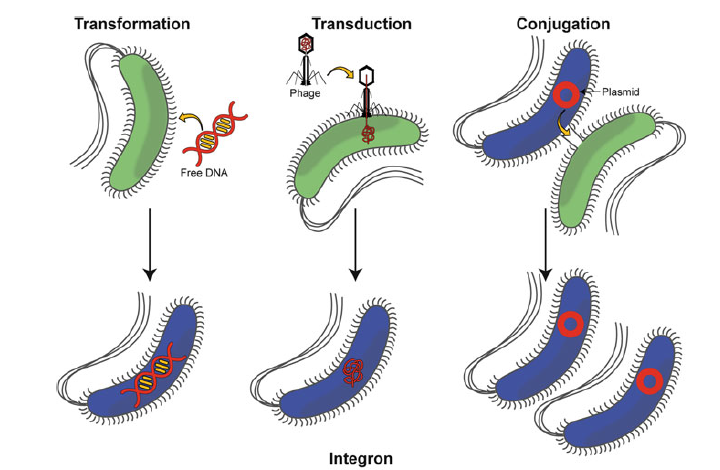 Transformation
Transduction
Conjugation
Phage
Plasmid
Free DNA
Integron